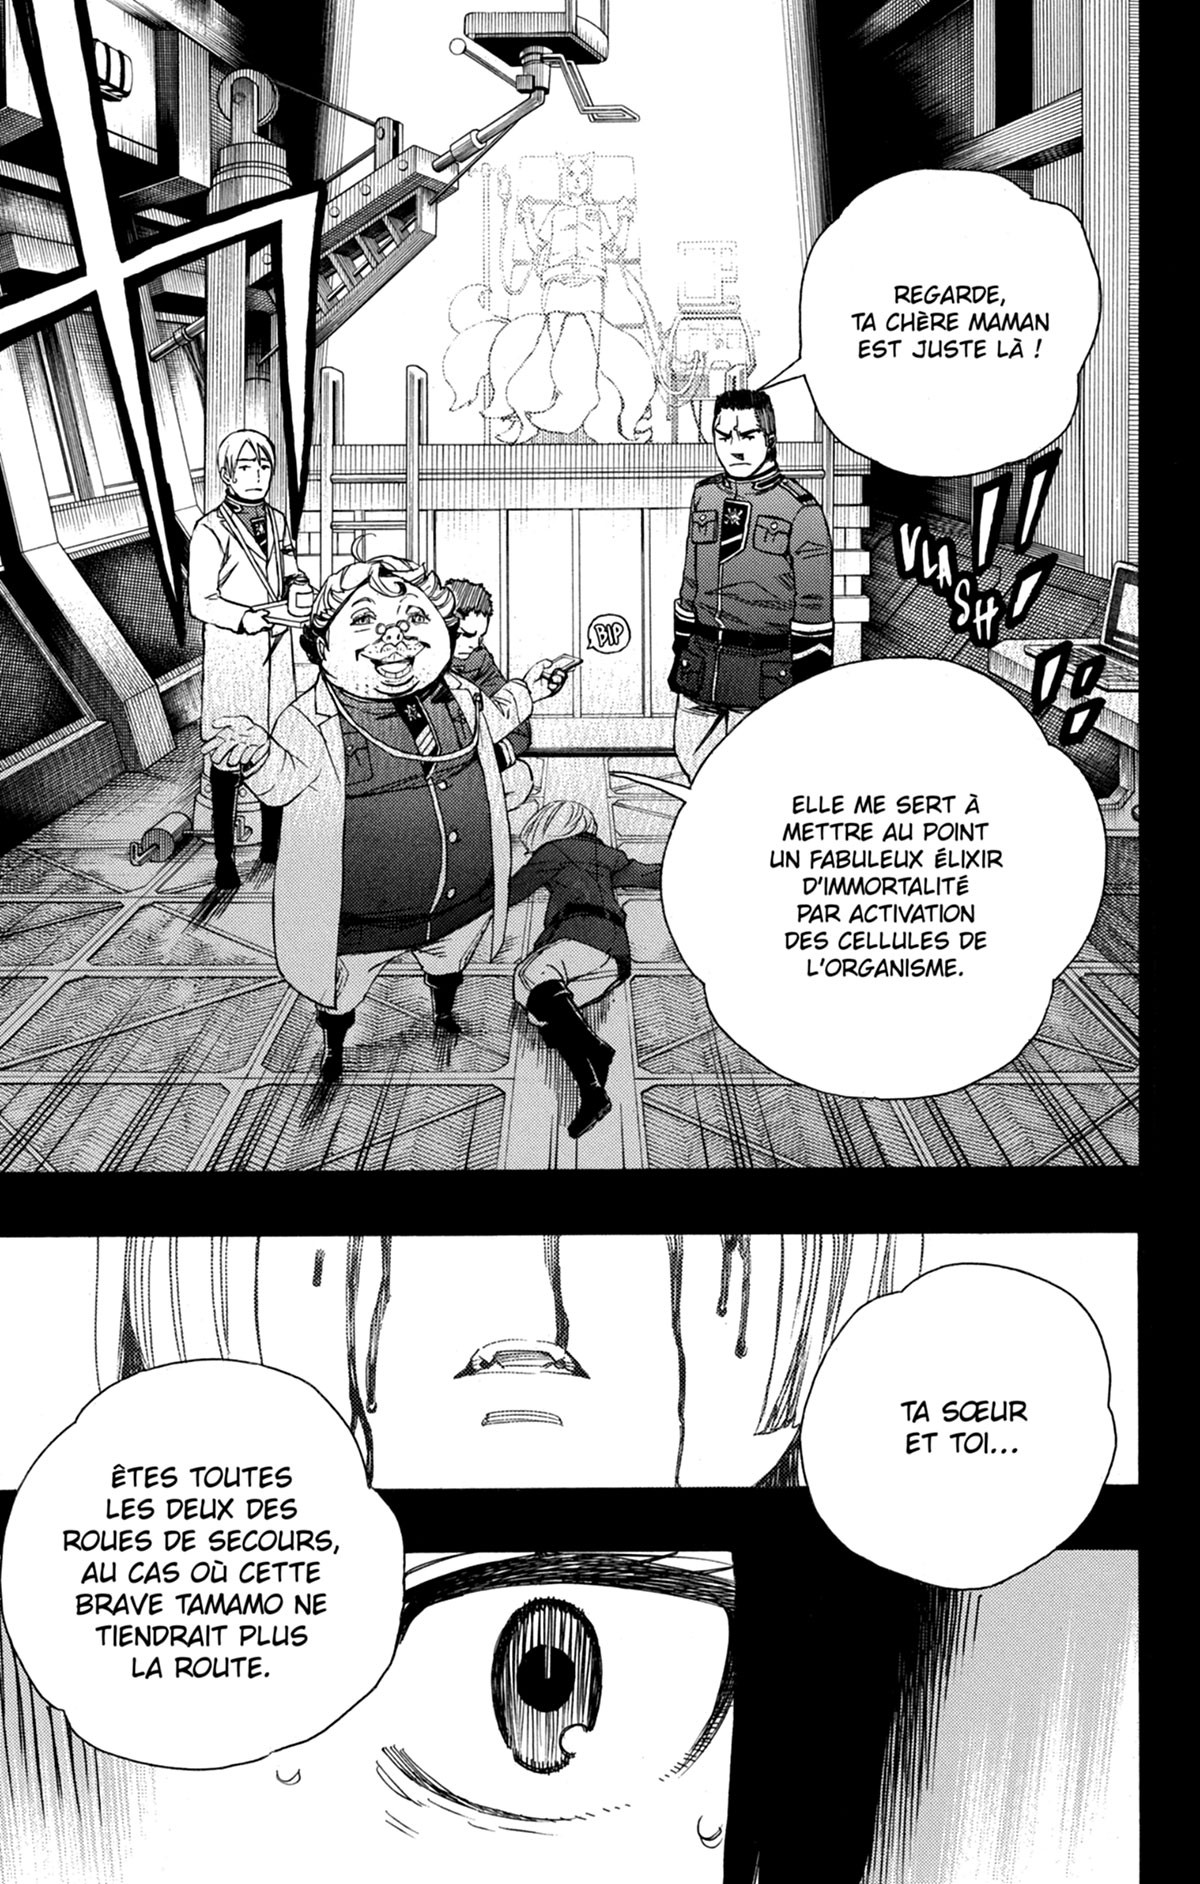 REGARDE,
TA CHÈRE MAMAN
EST JUSTE LÀ !
VLASH
!! !!
BIP
ELLE ME SERT À
METTRE AU POINT
UN FABULEUX ÉLIXIR
D'IMMORTALITÉ
PAR ACTIVATION
DES CELLULES DE
L'ORGANISME.
TA SŒUR
ET TOI...
ÊTES TOUTES
LES DEUX DES
ROUES DE SECOURS,
AU CAS OÙ CETTE
BRAVE TAMAMO NE
TIENDRAIT PLUS
LA ROUTE.